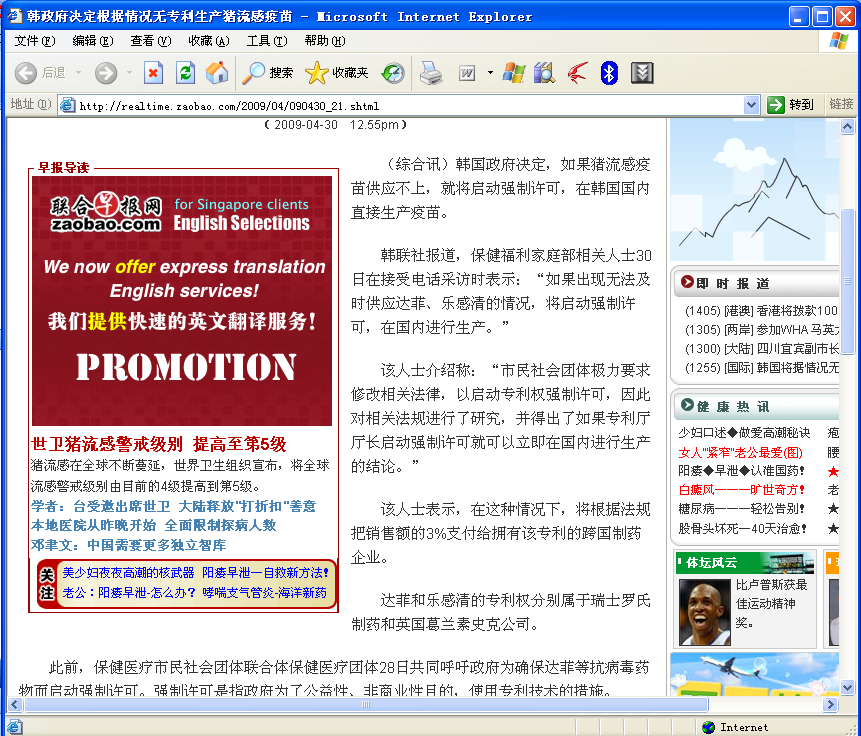 韩政府决定根据情况无专利生产猪流感疫苗 - Microsoft Internet Explorer
文件(F) 编辑(E) 查看(V) 收藏(A) 工具(T) 帮助(H)
后退 搜索 收藏夹
地址(D) http://realtime.zaobao.com/2009/04/090430_21.shtml 转到 链接
( 2009-04-30 12.55pm )
早报导读
联合早报网 for Singapore clients
zaobao.com English Selections
We now offer express translation
English services!
我们提供快速的英文翻译服务!
PROMOTION
世卫猪流感警戒级别 提高至第5级
猪流感在全球不断蔓延，世界卫生组织宣布，将全球
流感警戒级别由目前的4级提高到第5级。
学者：台受邀出席世卫 大陆释放"打折扣"善意
本地医院从昨晚开始 全面限制探病人数
邓聿文：中国需要更多独立智库
关注
美少妇夜夜高潮的核武器 阳痿早泄一自救新方法!
老公：阳痿早泄-怎么办？ 哮喘支气管炎-海洋新药
（综合讯）韩国政府决定，如果猪流感疫
苗供应不上，就将启动强制许可，在韩国国内
直接生产疫苗。
韩联社报道，保健福利家庭部相关人士30
日在接受电话采访时表示：“如果出现无法及
时供应达菲、乐感清的情况，将启动强制许
可，在国内进行生产。”
该人士介绍称：“市民社会团体极力要求
修改相关法律，以启动专利权强制许可，因此
对相关法规进行了研究，并得出了如果专利厅
厅长启动强制许可就可以立即在国内进行生产
的结论。”
该人士表示，在这种情况下，将根据法规
把销售额的3%支付给拥有该专利的跨国制药
企业。
达菲和乐感清的专利权分别属于瑞士罗氏
制药和英国葛兰素史克公司。
此前，保健医疗市民社会团体联合体保健医疗团体28日共同呼吁政府为确保达菲等抗病毒药
物而启动强制许可。强制许可是指政府为了公益性、非商业性目的，使用专利技术的措施。
即时报道
(1405) [港澳] 香港将拨款100
(1305) [两岸] 参加WHA 马英
(1300) [大陆] 四川宜宾副市长
(1255) [国际] 韩国将据情况无
健康热讯
少妇口述◆做爱高潮秘诀 疱
女人"紧窄"老公最爱(图) 腰
阳痿◆早泄◆认准国药! ★
白癜风———旷世奇方! 老
糖尿病———轻松告别! ★
股骨头坏死一40天治愈! ★
体坛风云
比卢普斯获最
佳运动精神
奖。
Internet